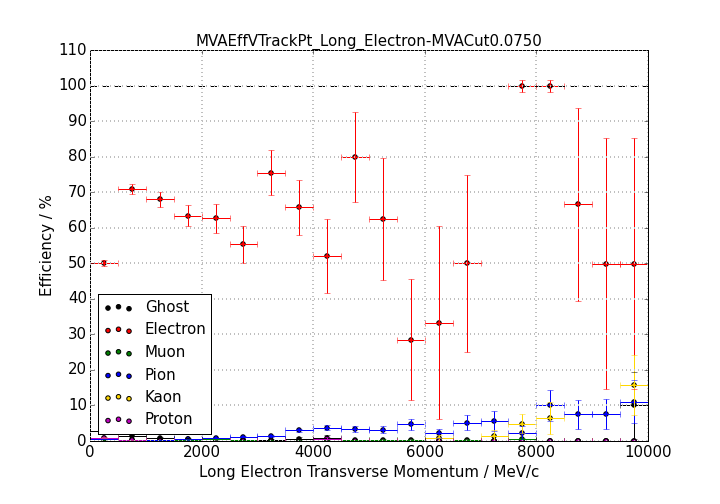 MVAEffVTrackPt_Long_Electron-MVACut0.0750
110
100
90
80
70
60
50
40
30
20
10
0
Efficiency / %
Ghost
Electron
Muon
Pion
Kaon
Proton
0 2000 4000 6000 8000 10000
Long Electron Transverse Momentum / MeV/c